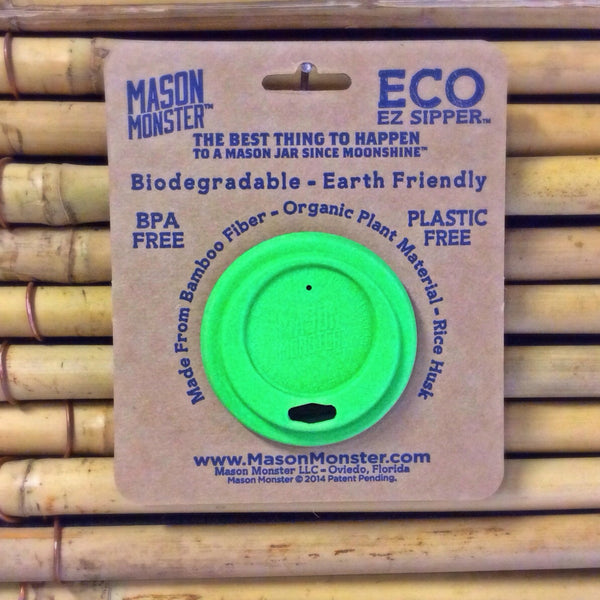 MASON
MONSTER™
ECO
EZ SIPPER™
THE BEST THING TO HAPPEN
TO A MASON JAR SINCE MOONSHINE™
Biodegradable - Earth Friendly
BPA
FREE
PLASTIC
FREE
Made From Bamboo Fiber - Organic Plant Material - Rice Husk
MASON
MONSTER
www.MasonMonster.com
Mason Monster LLC - Oviedo, Florida
Mason Monster © 2014 Patent Pending.